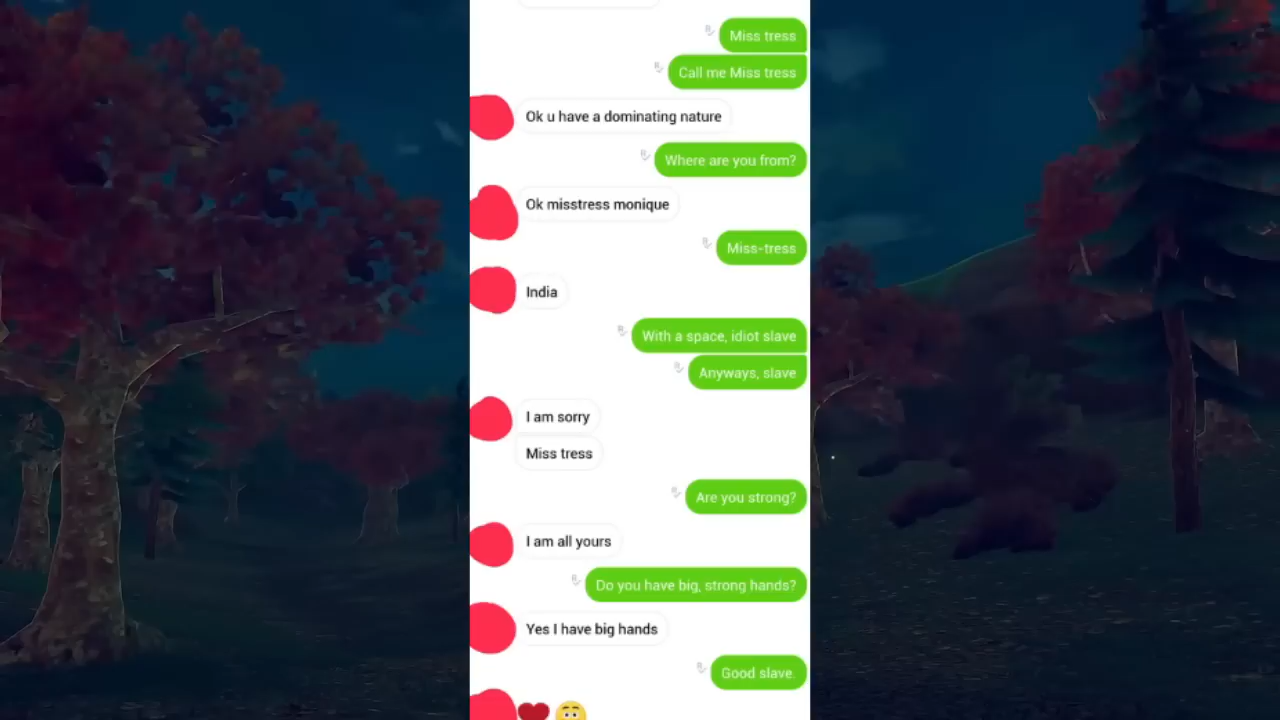 Miss tress
Call me Miss tress
Ok u have a dominating nature
Where are you from?
Ok misstress monique
Miss-tress
India
With a space, idiot slave
Anyways, slave
I am sorry
Miss tress
Are you strong?
I am all yours
Do you have big, strong hands?
Yes I have big hands
Good slave.